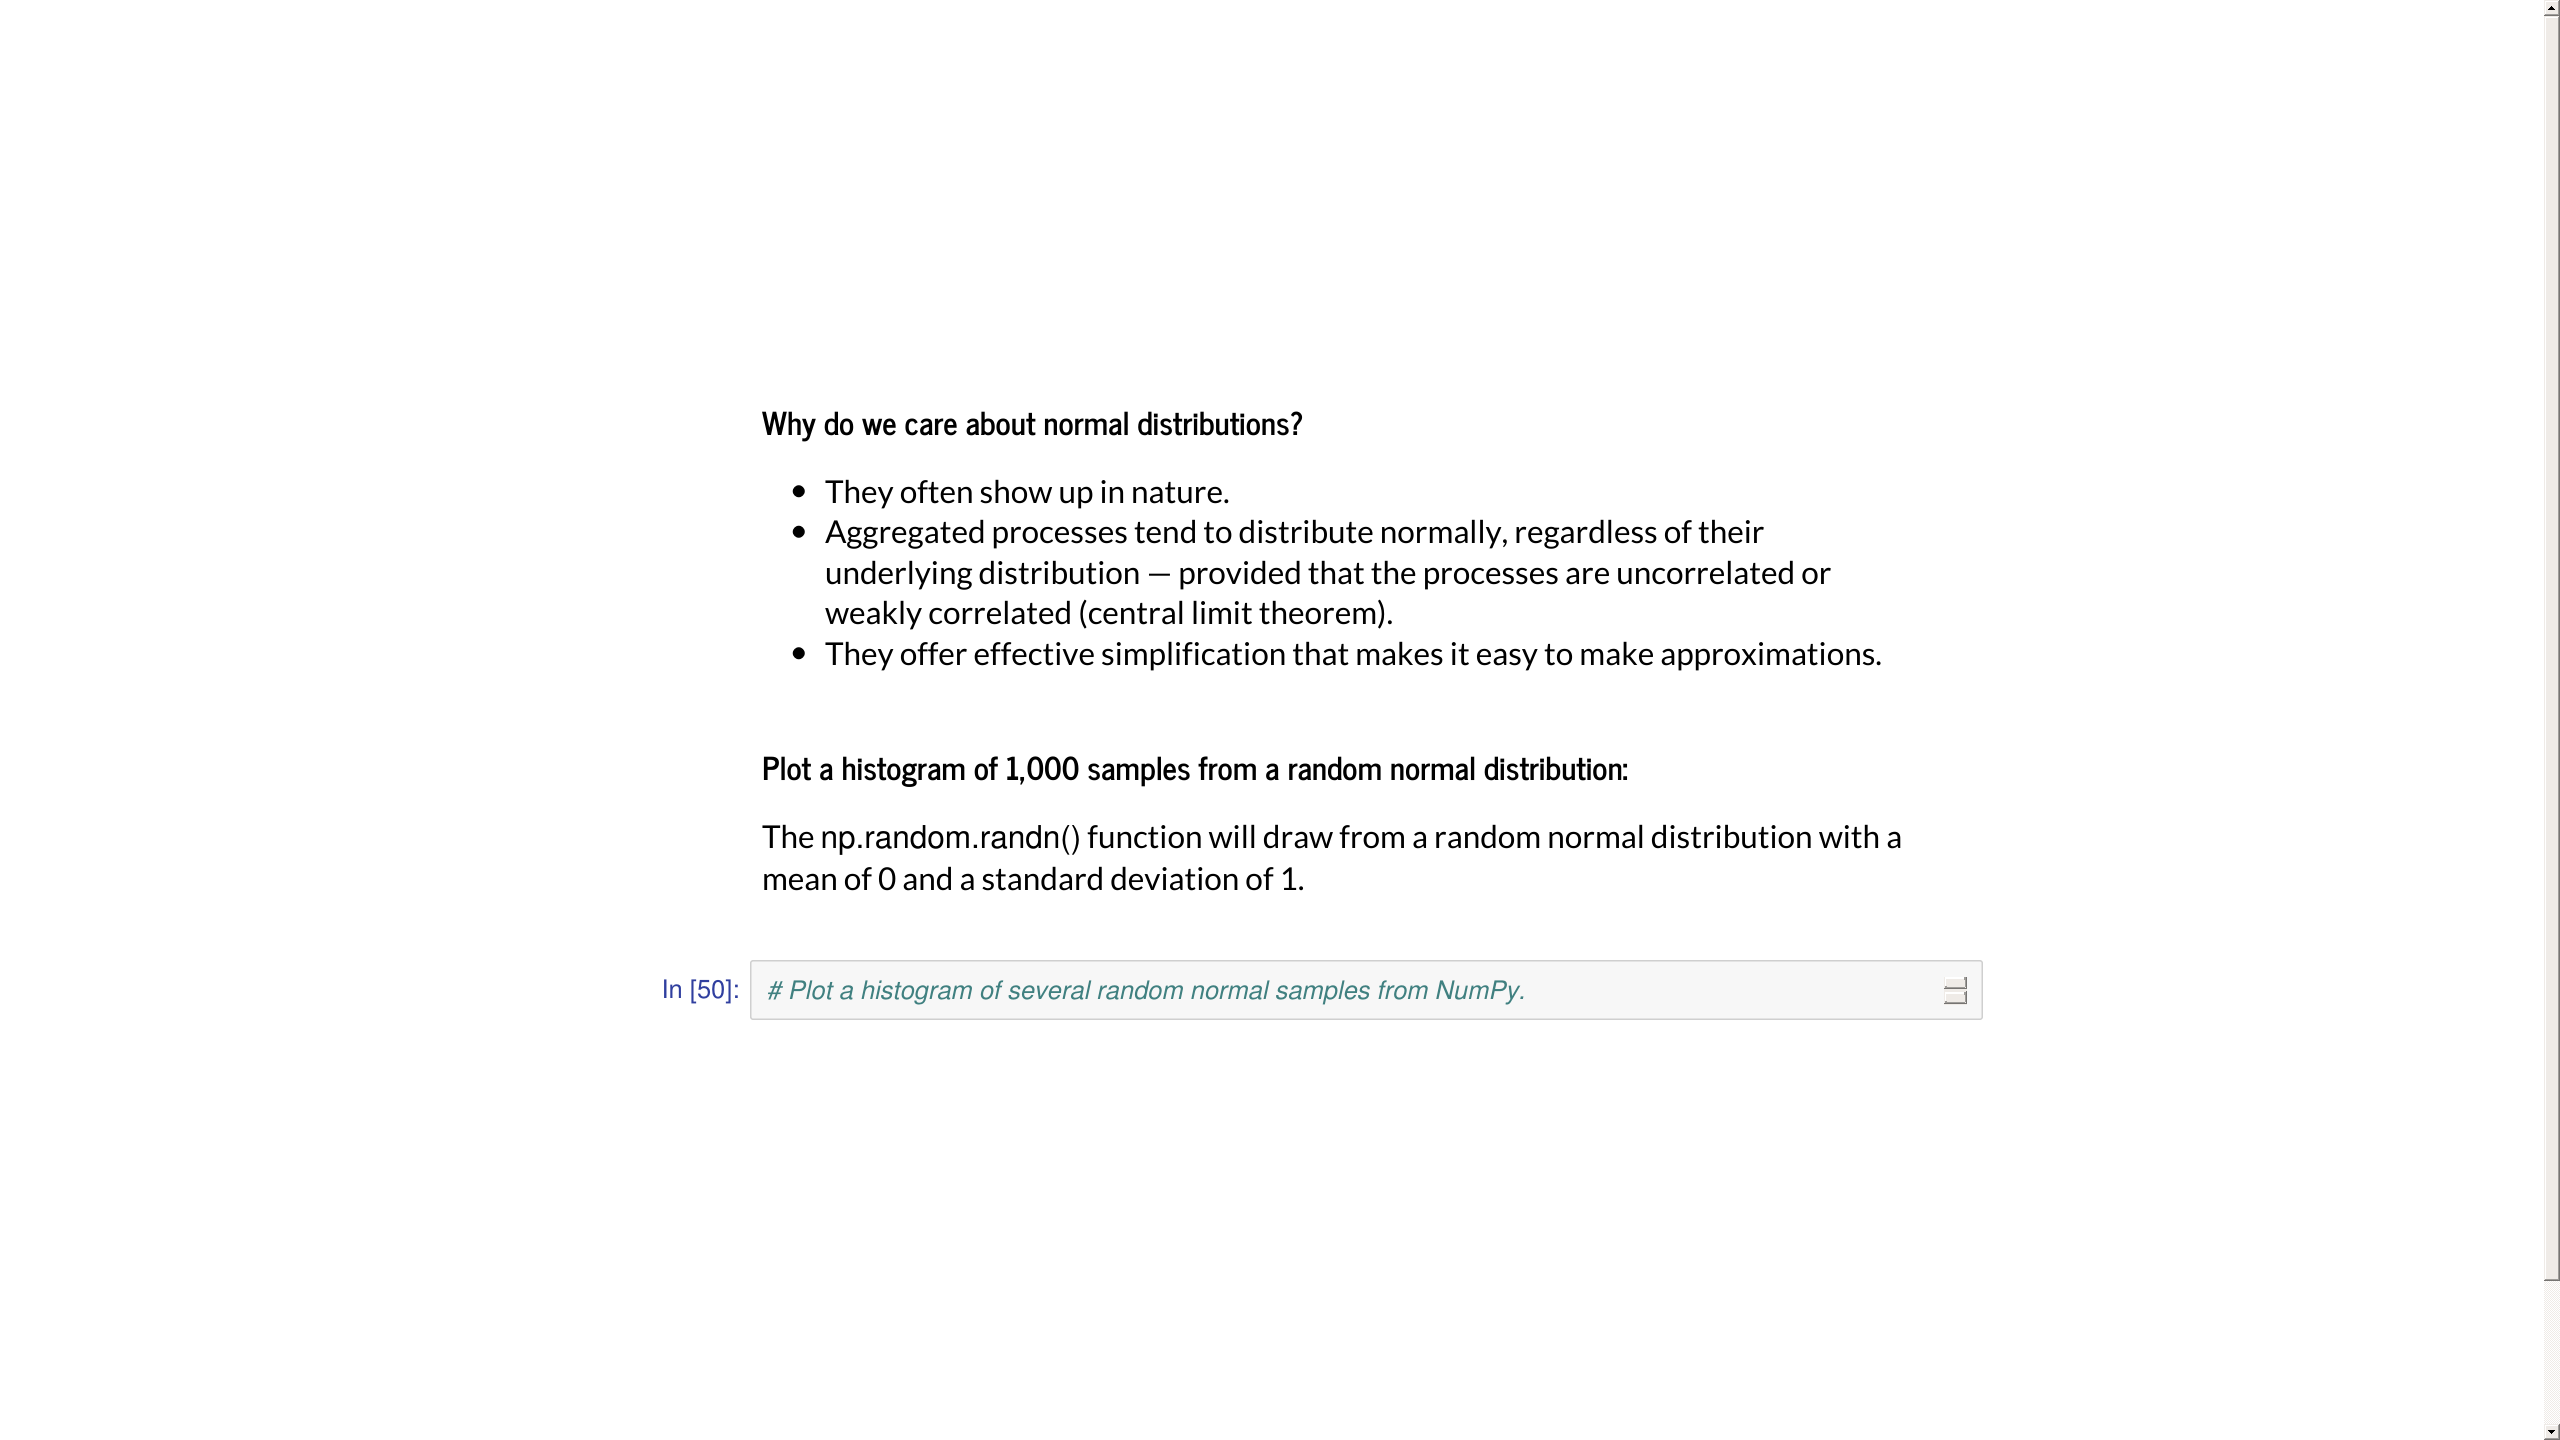 Why do we care about normal distributions?
They often show up in nature.
Aggregated processes tend to distribute normally, regardless of their
underlying distribution — provided that the processes are uncorrelated or
weakly correlated (central limit theorem).
They offer effective simplification that makes it easy to make approximations.
Plot a histogram of 1,000 samples from a random normal distribution:
The np.random.randn() function will draw from a random normal distribution with a
mean of 0 and a standard deviation of 1.
In [50]: # Plot a histogram of several random normal samples from NumPy.